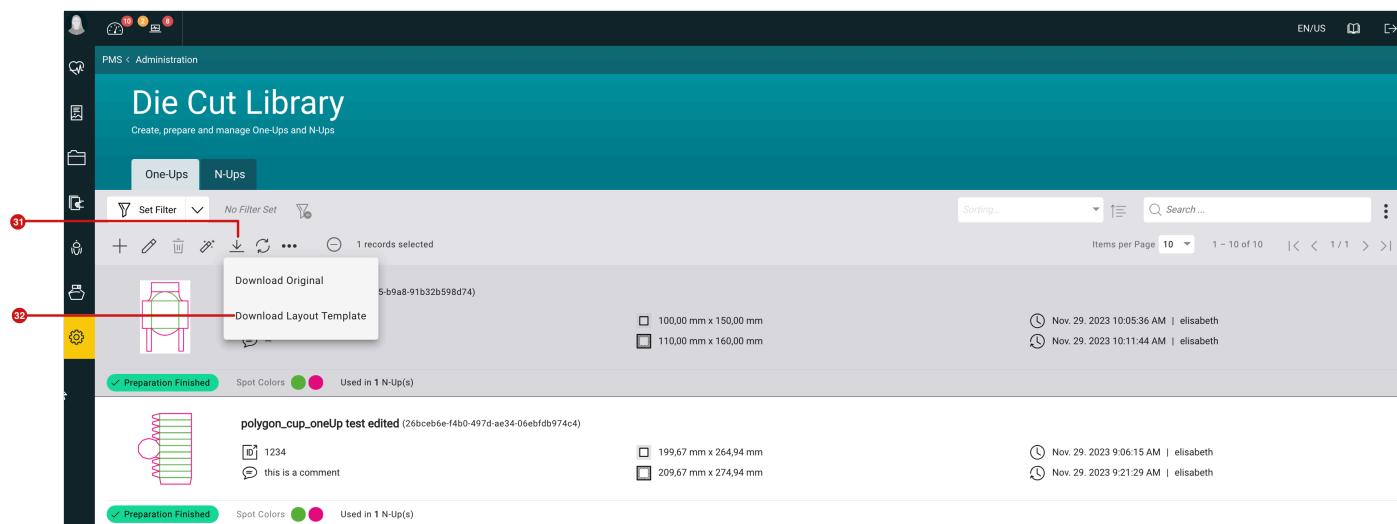 10 2 6 EN/US
PMS < Administration
Die Cut Library
Create, prepare and manage One-Ups and N-Ups
One-Ups N-Ups
Set Filter No Filter Set Sorting... Search ...
31
1 records selected Items per Page 10 1 – 10 of 10 1 / 1
Download Original
5-b9a8-91b32b598d74)
32
Download Layout Template
100,00 mm x 150,00 mm Nov. 29. 2023 10:05:36 AM | elisabeth
110,00 mm x 160,00 mm Nov. 29. 2023 10:11:44 AM | elisabeth
Preparation Finished Spot Colors Used in 1 N-Up(s)
polygon_cup_oneUp test edited (26bceb6e-f4b0-497d-ae34-06ebfdb974c4)
ID 1234 199,67 mm x 264,94 mm Nov. 29. 2023 9:06:15 AM | elisabeth
this is a comment 209,67 mm x 274,94 mm Nov. 29. 2023 9:21:29 AM | elisabeth
Preparation Finished Spot Colors Used in 1 N-Up(s)